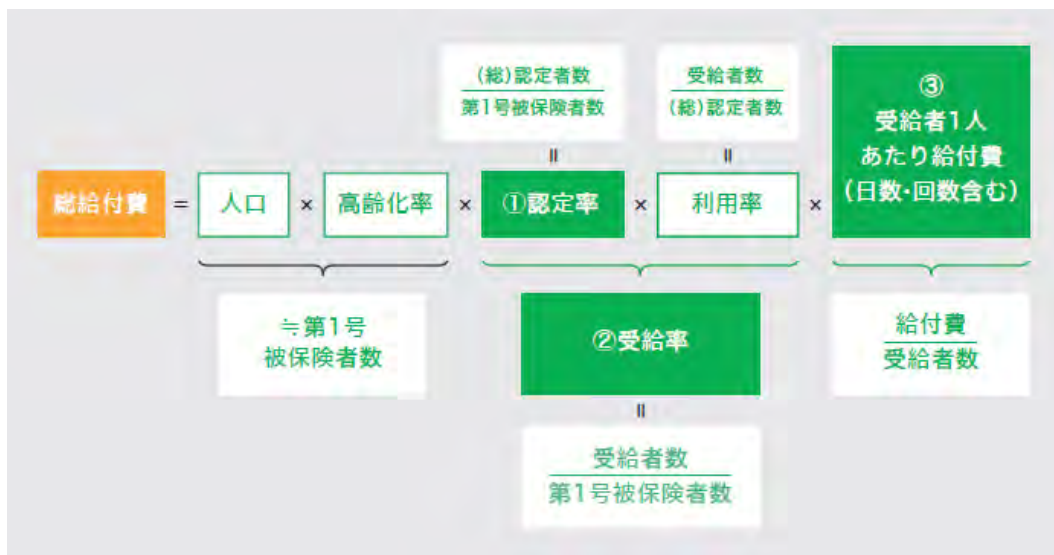 (総)認定者数
第1号被保険者数
受給者数
(総)認定者数
③
受給者1人
あたり給付費
(日数・回数含む)
=
=
総給付費 = 人口 × 高齢化率 × ①認定率 × 利用率 ×
≒第1号
被保険者数
②受給率
給付費
受給者数
=
受給者数
第1号被保険者数